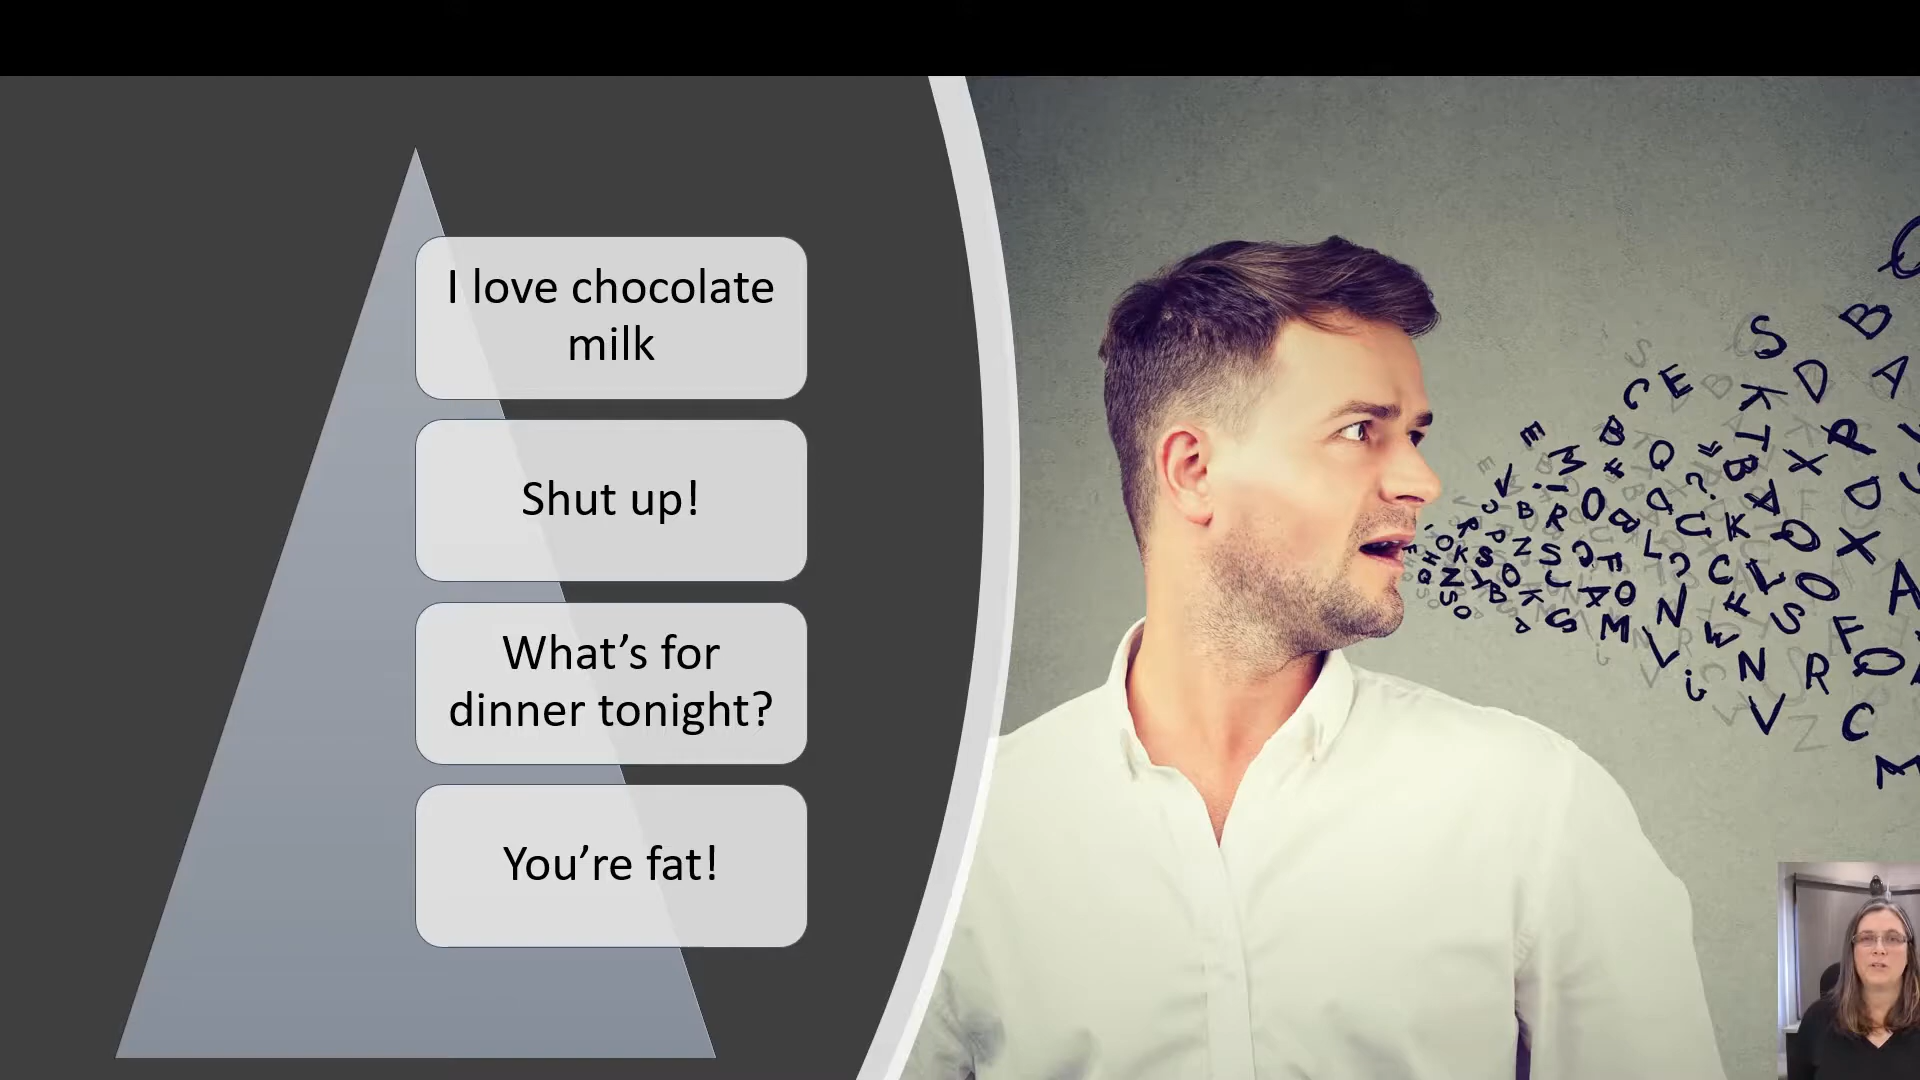 I love chocolate
milk
Shut up!
What’s for
dinner tonight?
You’re fat!